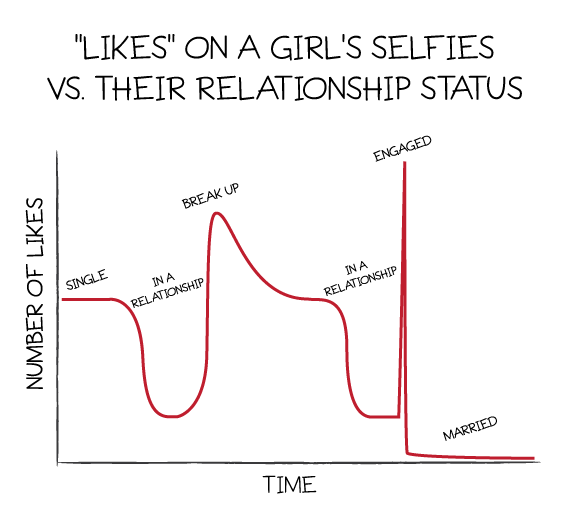 "LIKES" ON A GIRL'S SELFIES
VS. THEIR RELATIONSHIP STATUS
NUMBER OF LIKES
SINGLE
IN A
RELATIONSHIP
BREAK UP
IN A
RELATIONSHIP
ENGAGED
MARRIED
TIME